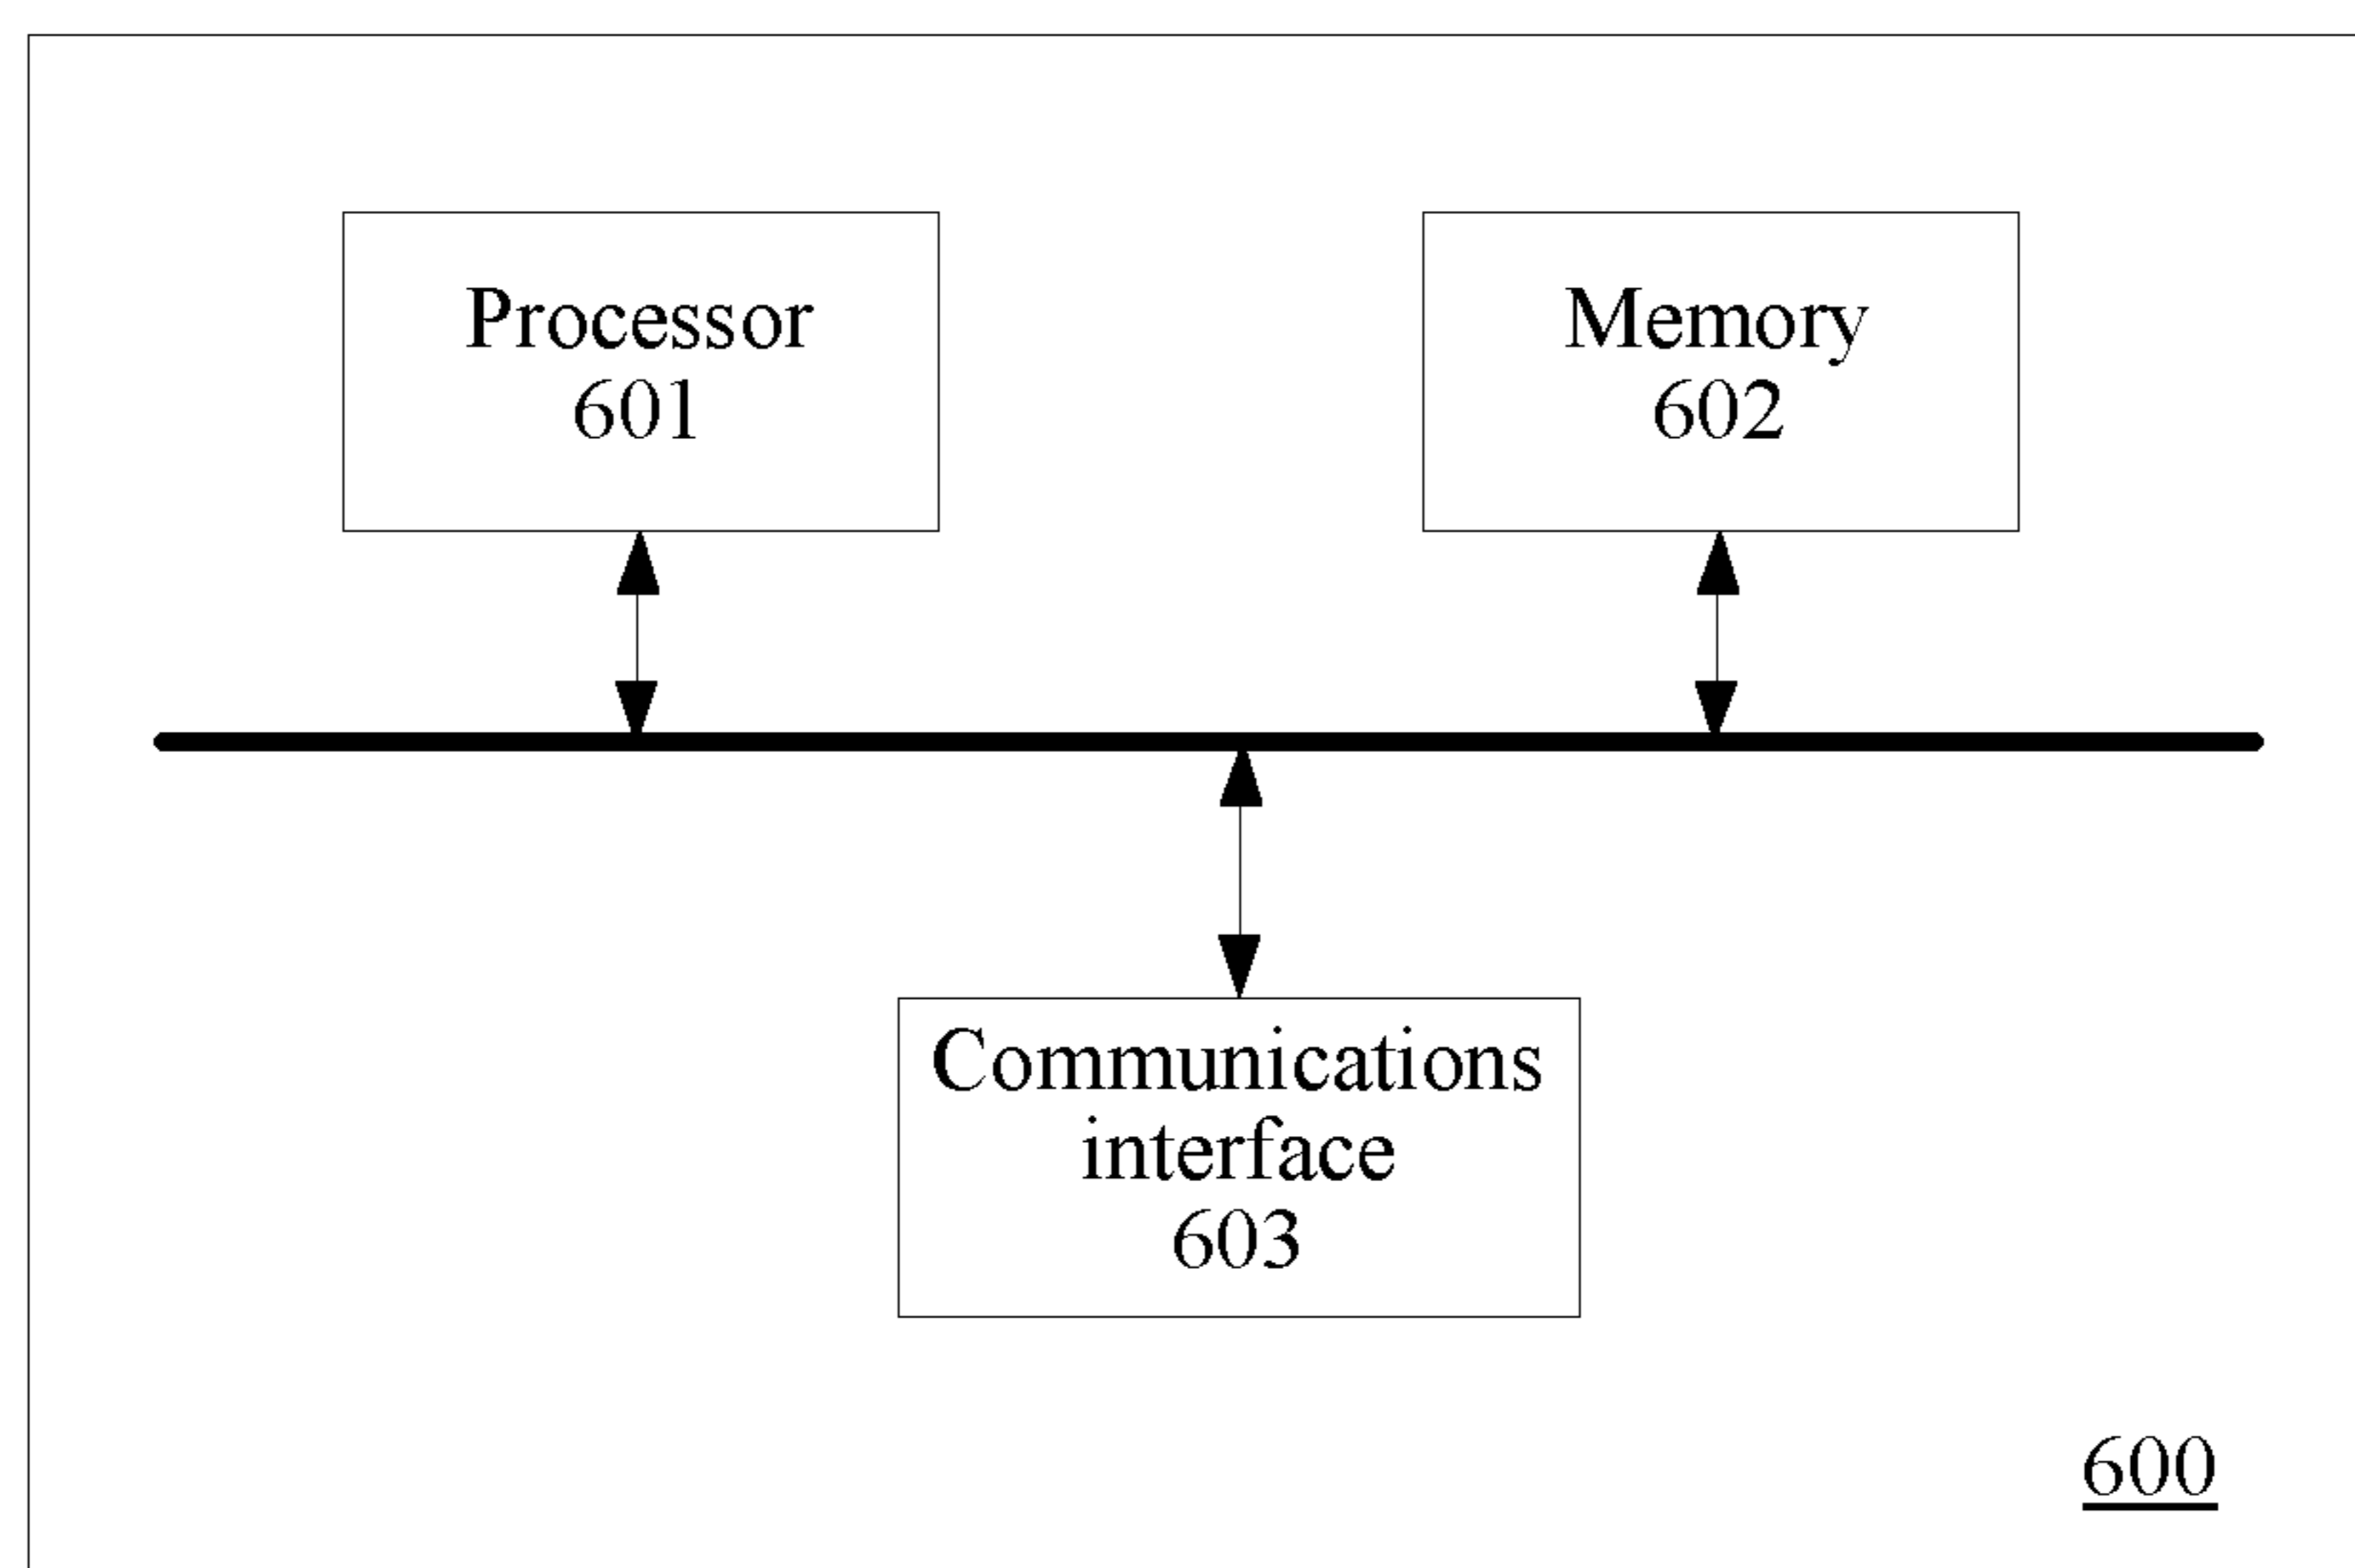 Processor
601
Memory
602
Communications
interface
603
600